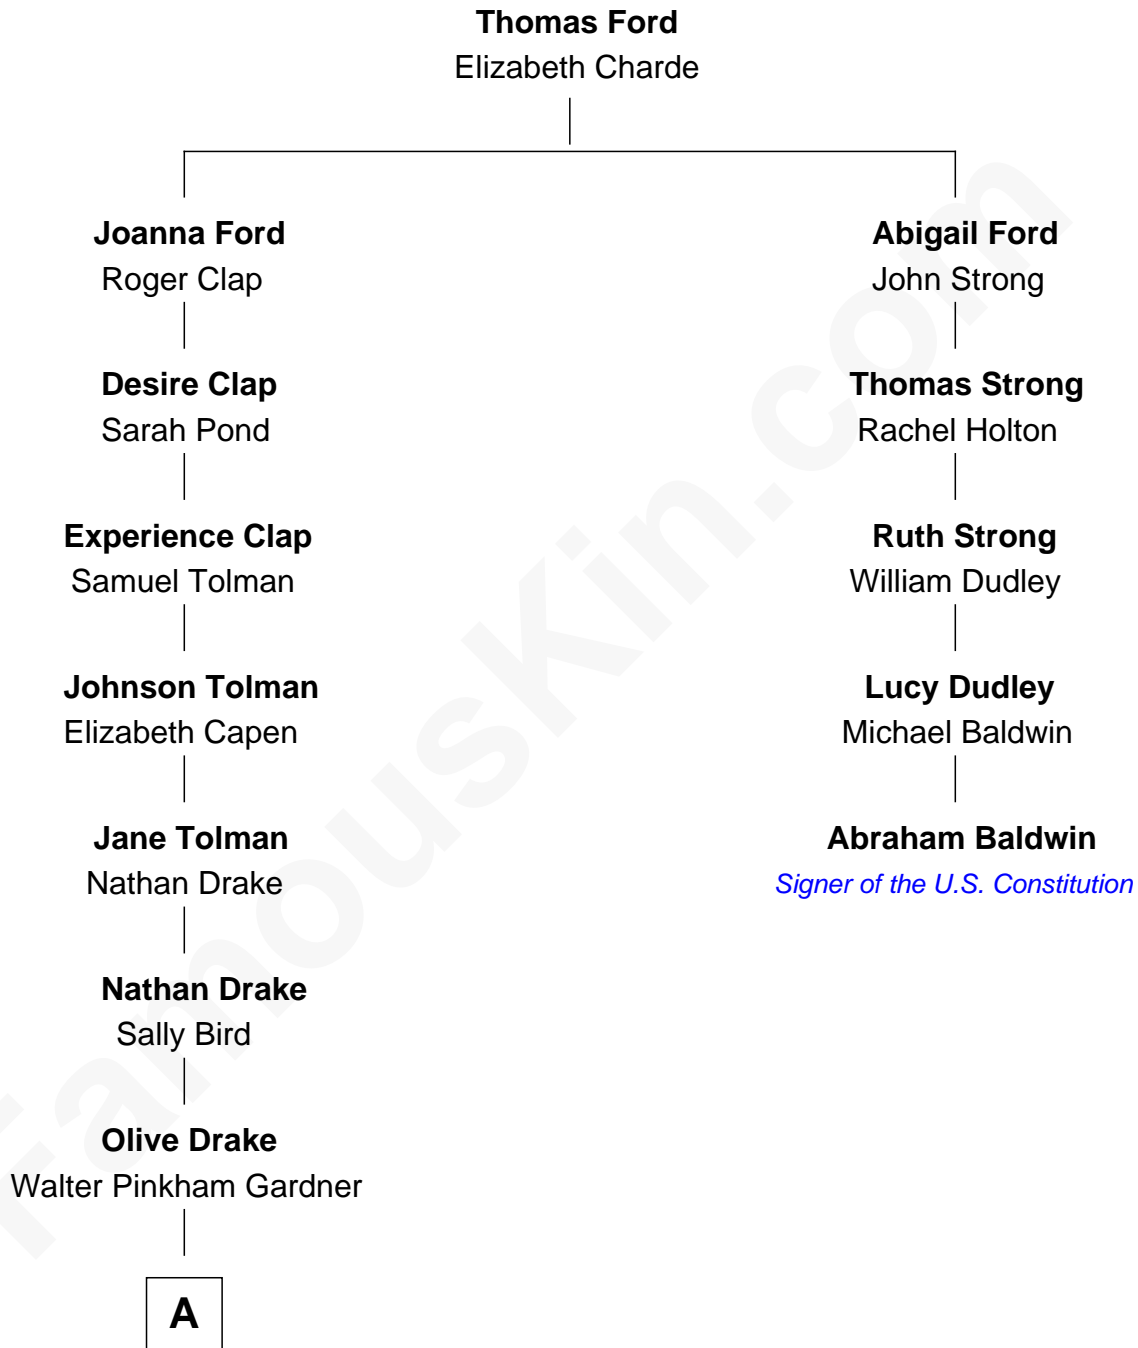 Thomas Ford
Elizabeth Charde
Joanna Ford
Roger Clap
Abigail Ford
John Strong
Desire Clap
Sarah Pond
Thomas Strong
Rachel Holton
Experience Clap
Samuel Tolman
Ruth Strong
William Dudley
Johnson Tolman
Elizabeth Capen
Lucy Dudley
Michael Baldwin
Jane Tolman
Nathan Drake
Abraham Baldwin
Signer of the U.S. Constitution
Nathan Drake
Sally Bird
Olive Drake
Walter Pinkham Gardner
A
FamousKin.com